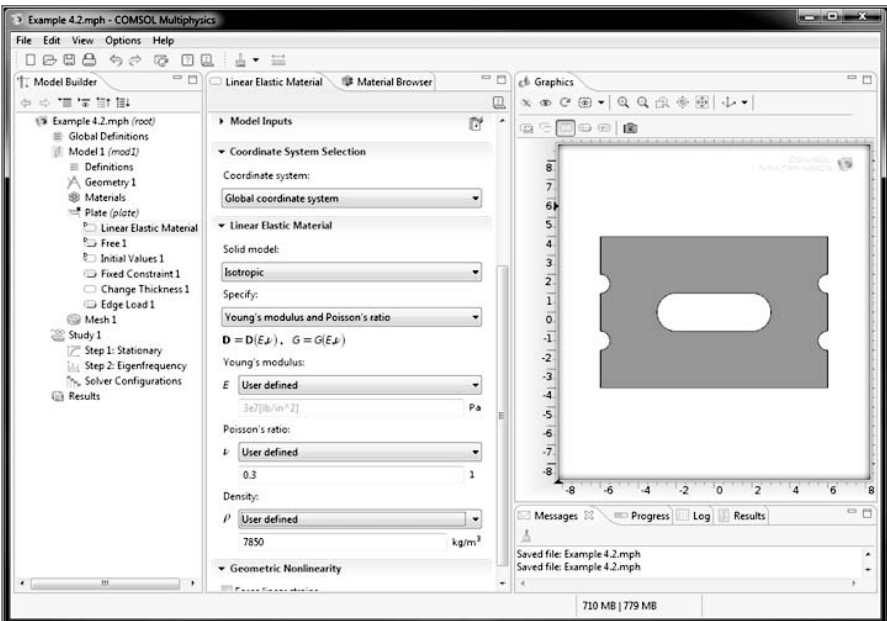 Example 4.2.mph - COMSOL Multiphysics
File Edit View Options Help
Model Builder
Example 4.2.mph (root)
Global Definitions
Model 1 (mod1)
Definitions
Geometry 1
Materials
Plate (plate)
Linear Elastic Material
Free 1
Initial Values 1
Fixed Constraint 1
Change Thickness 1
Edge Load 1
Mesh 1
Study 1
Step 1: Stationary
Step 2: Eigenfrequency
Solver Configurations
Results
Linear Elastic Material Material Browser
Model Inputs
Coordinate System Selection
Coordinate system:
Global coordinate system
Linear Elastic Material
Solid model:
Isotropic
Specify:
Young's modulus and Poisson's ratio
D = D(E,ν), G = G(E,ν)
Young's modulus:
E User defined
3e7[lb/in^2] Pa
Poisson's ratio:
ν User defined
0.3 1
Density:
ρ User defined
7850 kg/m³
Geometric Nonlinearity
Graphics
COMSOL
MULTIPHYSICS
8
7
6
5
4
3
2
1
0
-1
-2
-3
-4
-5
-6
-7
-8
-8 -6 -4 -2 0 2 4 6 8
Messages Progress Log Results
Saved file: Example 4.2.mph
Saved file: Example 4.2.mph
710 MB | 779 MB